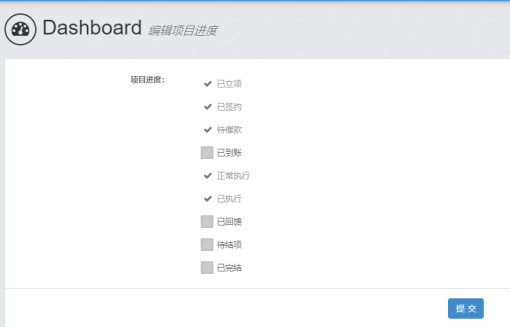 Dashboard 编辑项目进度
项目进度：
已立项
已签约
待催款
已到账
正常执行
已执行
已回馈
待结项
已完结
提 交